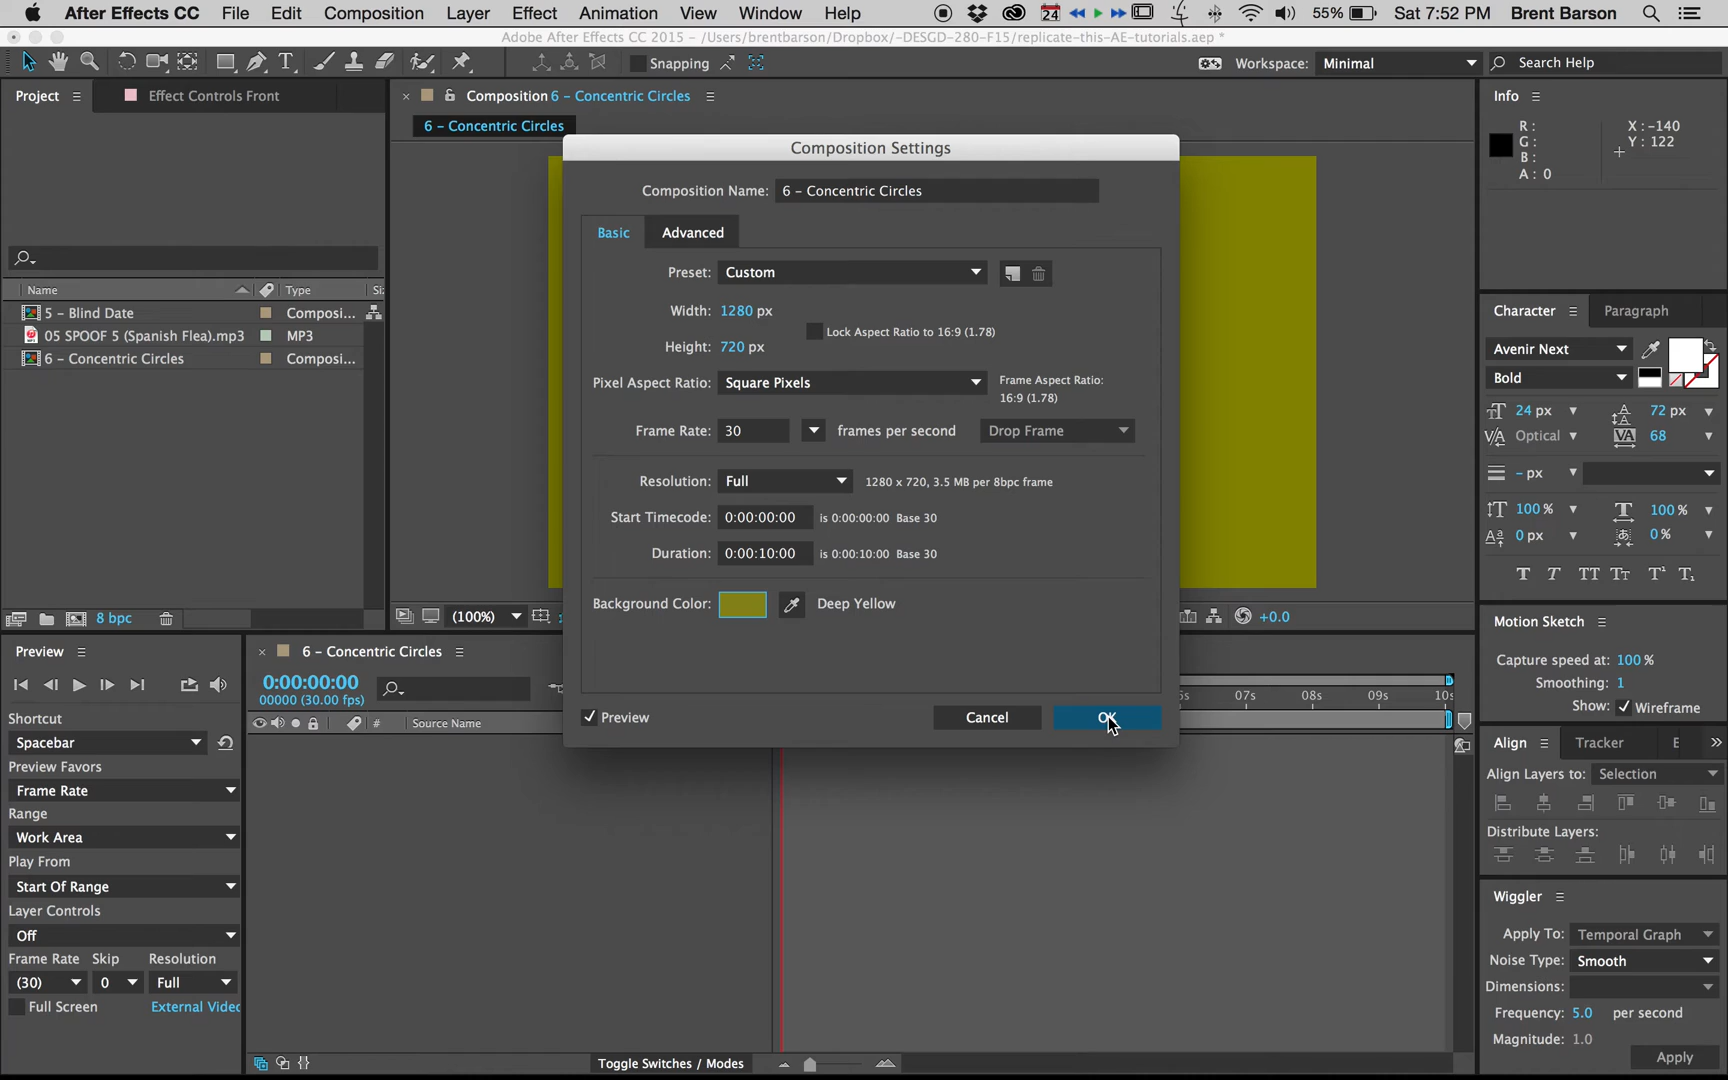 After Effects CC File Edit Composition Layer Effect Animation View Window Help 24 55% Sat 7:52 PM Brent Barson
Adobe After Effects CC 2015 – /Users/brentbarson/Dropbox/-DESGD-280-F15/replicate-this-AE-tutorials.aep *
Snapping Workspace: Minimal Search Help
Project Effect Controls Front Composition 6 – Concentric Circles Info
6 – Concentric Circles
R: X: -140
G: Y: 122
B:
A: 0
Composition Settings
Composition Name: 6 – Concentric Circles
Basic Advanced
Preset: Custom
Width: 1280 px
Lock Aspect Ratio to 16:9 (1.78)
Height: 720 px
Pixel Aspect Ratio: Square Pixels Frame Aspect Ratio:
16:9 (1.78)
Frame Rate: 30 frames per second Drop Frame
Resolution: Full 1280 x 720, 3.5 MB per 8bpc frame
Start Timecode: 0:00:00:00 is 0:00:00:00 Base 30
Duration: 0:00:10:00 is 0:00:10:00 Base 30
Background Color: Deep Yellow
Preview Cancel OK
Name Type
5 – Blind Date Composi...
05 SPOOF 5 (Spanish Flea).mp3 MP3
6 – Concentric Circles Composi...
8 bpc (100%) +0.0
Character Paragraph
Avenir Next
Bold
24 px 72 px
Optical 68
– px
100 % 100 %
0 px 0 %
T T TT Tт T¹ T₁
Motion Sketch
Capture speed at: 100 %
Smoothing: 1
Show: Wireframe
Align Tracker E
Align Layers to: Selection
Distribute Layers:
Wiggler
Apply To: Temporal Graph
Noise Type: Smooth
Dimensions:
Frequency: 5.0 per second
Magnitude: 1.0
Apply
Preview 6 – Concentric Circles
0:00:00:00
00000 (30.00 fps)
# Source Name
07s 08s 09s 10s
Shortcut
Spacebar
Preview Favors
Frame Rate
Range
Work Area
Play From
Start Of Range
Layer Controls
Off
Frame Rate Skip Resolution
(30) 0 Full
Full Screen External Video
Toggle Switches / Modes